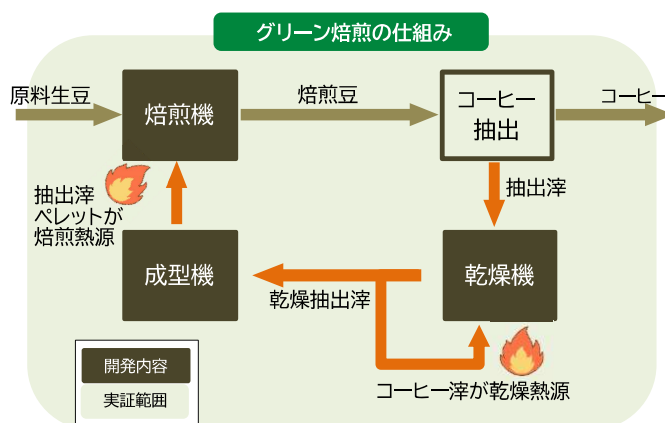 グリーン焙煎の仕組み
原料生豆
焙煎機
焙煎豆
コーヒー
抽出
コーヒー
抽出滓
ペレットが
焙煎熱源
抽出滓
成型機
乾燥抽出滓
乾燥機
コーヒー滓が乾燥熱源
開発内容
実証範囲